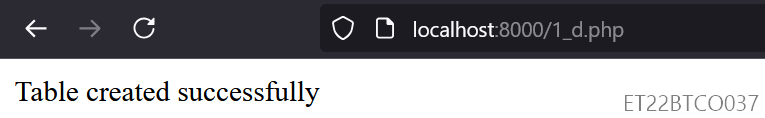 localhost:8000/1_d.php
Table created successfully
ET22BTCO037